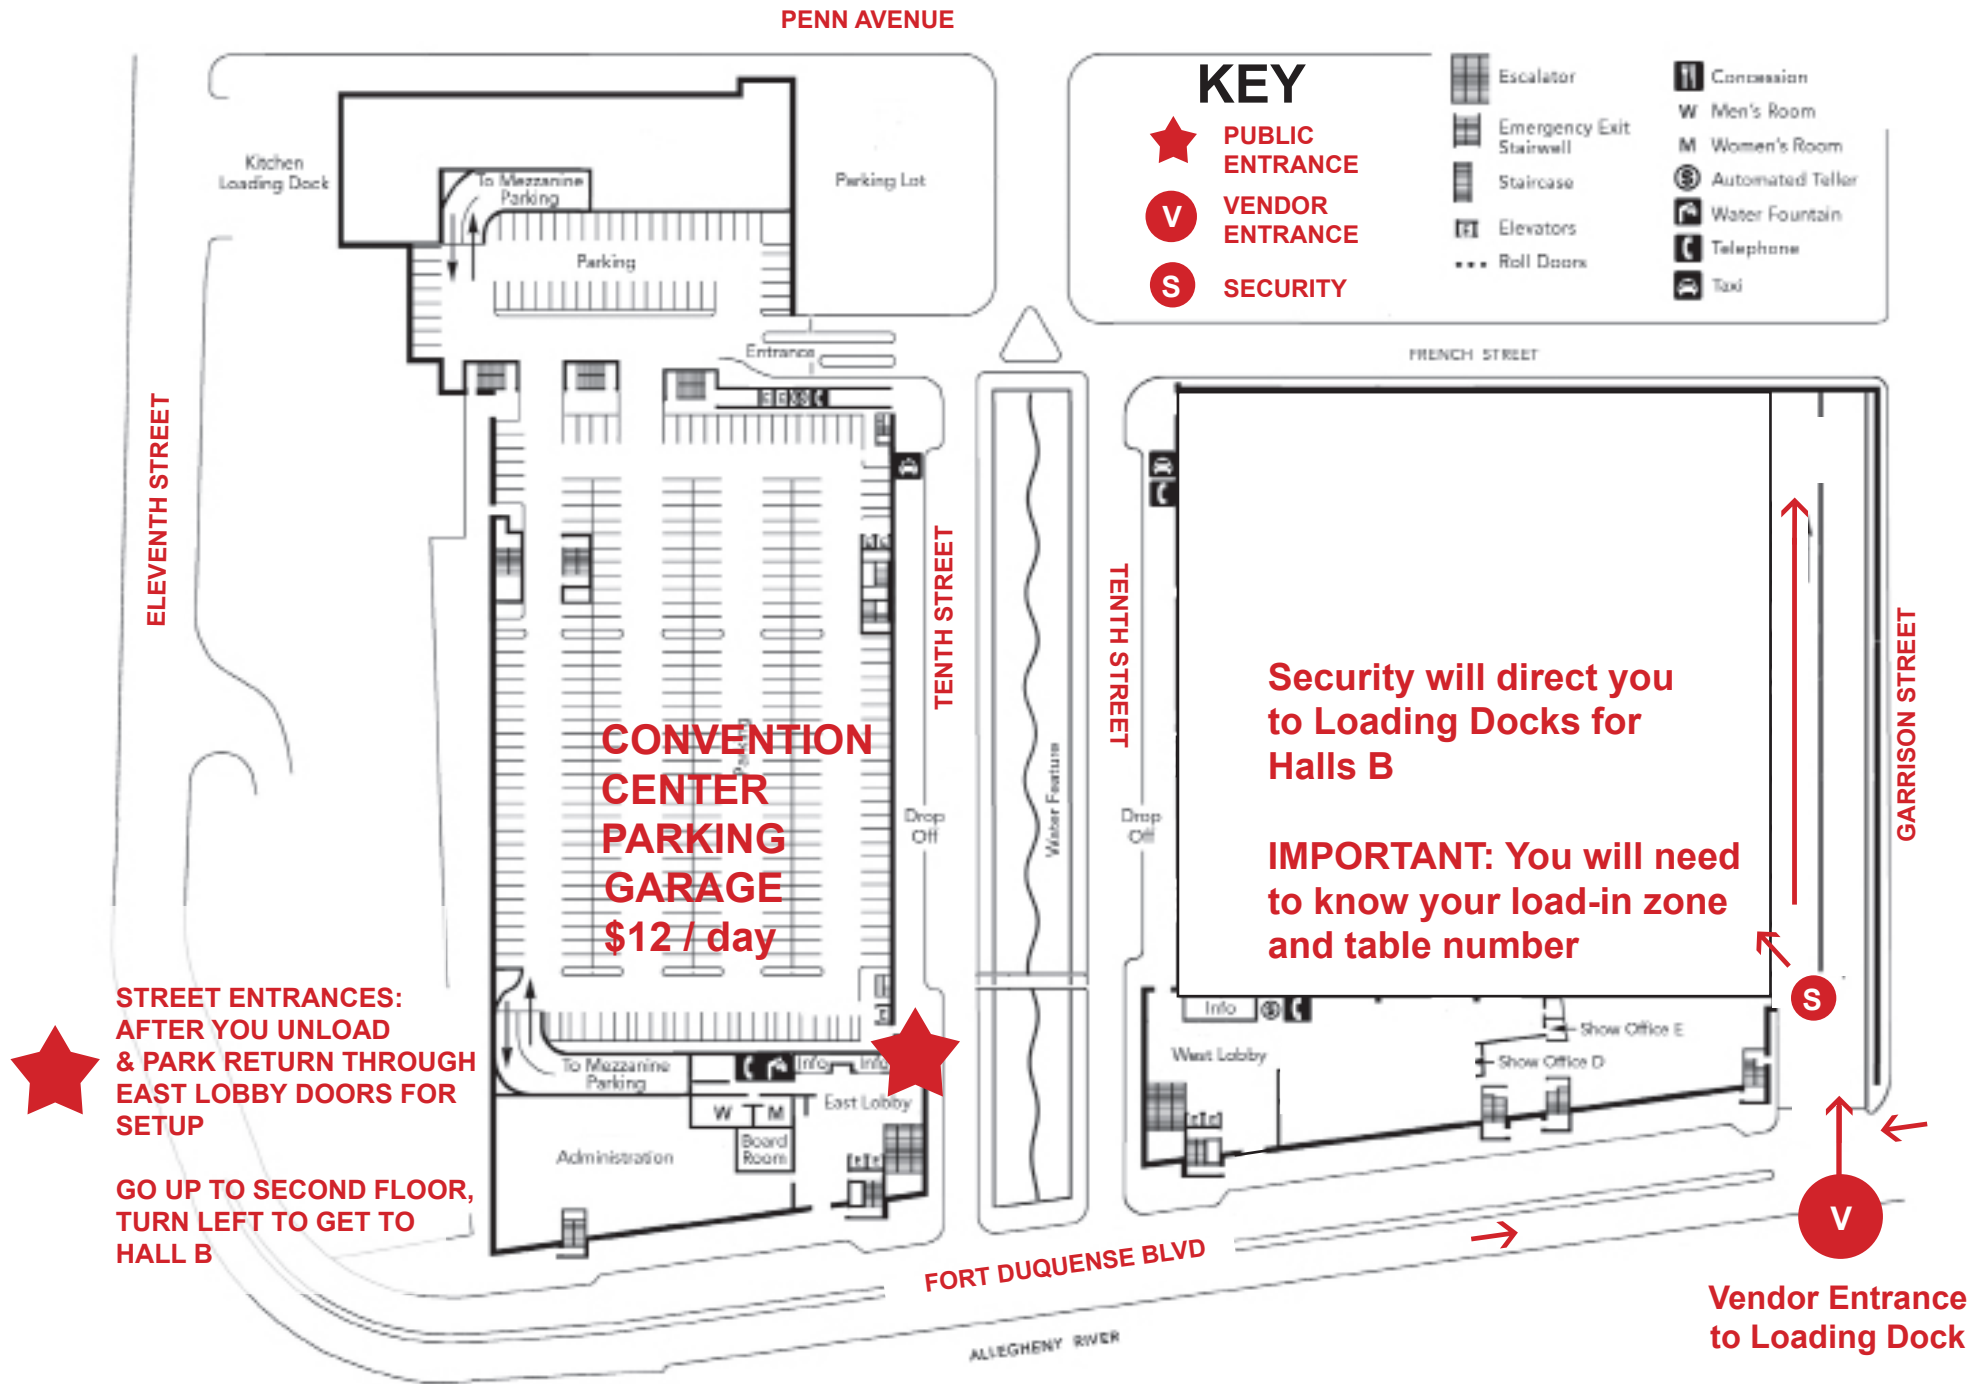 PENN AVENUE
KEY
PUBLIC
ENTRANCE
V
VENDOR
ENTRANCE
S
SECURITY
Escalator
Emergency Exit
Stairwell
Staircase
Elevators
Roll Doors
Concession
W Men's Room
M Women's Room
Automated Teller
Water Fountain
Telephone
Taxi
Kitchen
Loading Dock
To Mezzanine
Parking
Parking
Parking Lot
Entrance
FRENCH STREET
ELEVENTH STREET
TENTH STREET
TENTH STREET
GARRISON STREET
Water Feature
Drop
Off
Drop
Off
Parking
CONVENTION
CENTER
PARKING
GARAGE
$12 / day
Security will direct you
to Loading Docks for
Halls B
IMPORTANT: You will need
to know your load-in zone
and table number
S
STREET ENTRANCES:
AFTER YOU UNLOAD
& PARK RETURN THROUGH
EAST LOBBY DOORS FOR
SETUP
GO UP TO SECOND FLOOR,
TURN LEFT TO GET TO
HALL B
To Mezzanine
Parking
Info
Info
W
M
East Lobby
Board
Room
Administration
Info
West Lobby
Show Office E
Show Office D
V
Vendor Entrance
to Loading Dock
FORT DUQUENSE BLVD
ALLEGHENY RIVER